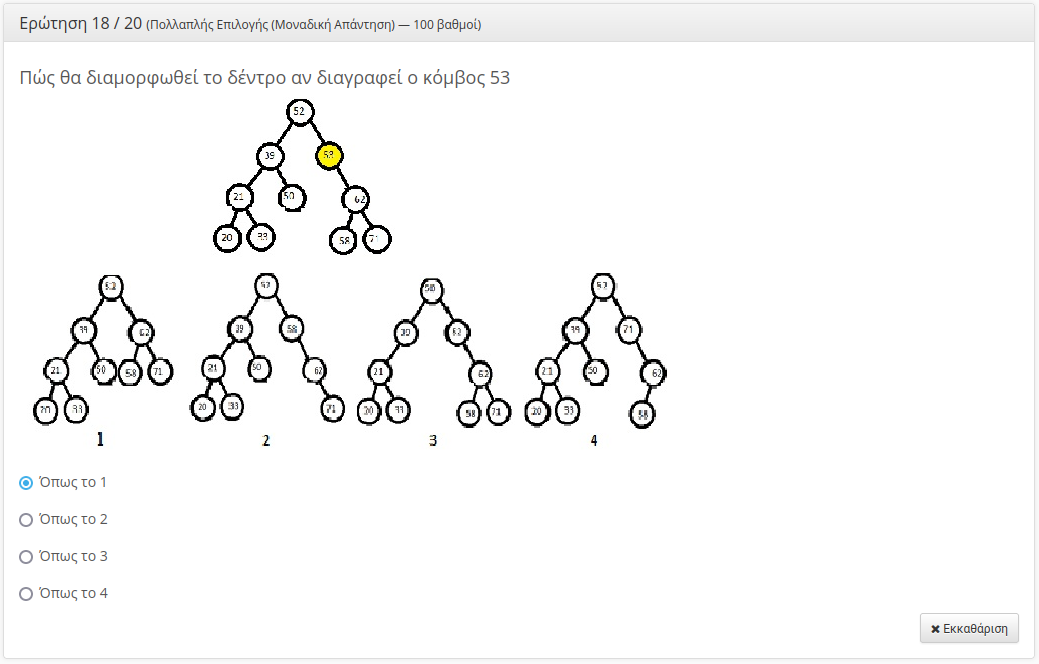 Ερώτηση 18 / 20 (Πολλαπλής Επιλογής (Μοναδική Απάντηση) — 100 βαθμοί)
Πώς θα διαμορφωθεί το δέντρο αν διαγραφεί ο κόμβος 53
52
39 53
21 50 62
20 33 58 71
52 52 50 52
39 62 39 58 39 52 39 71
21 50 58 71 21 50 62 21 62 21 50 62
20 33 20 33 71 20 33 58 71 20 33 58
1 2 3 4
Όπως το 1
Όπως το 2
Όπως το 3
Όπως το 4
✖ Εκκαθάριση